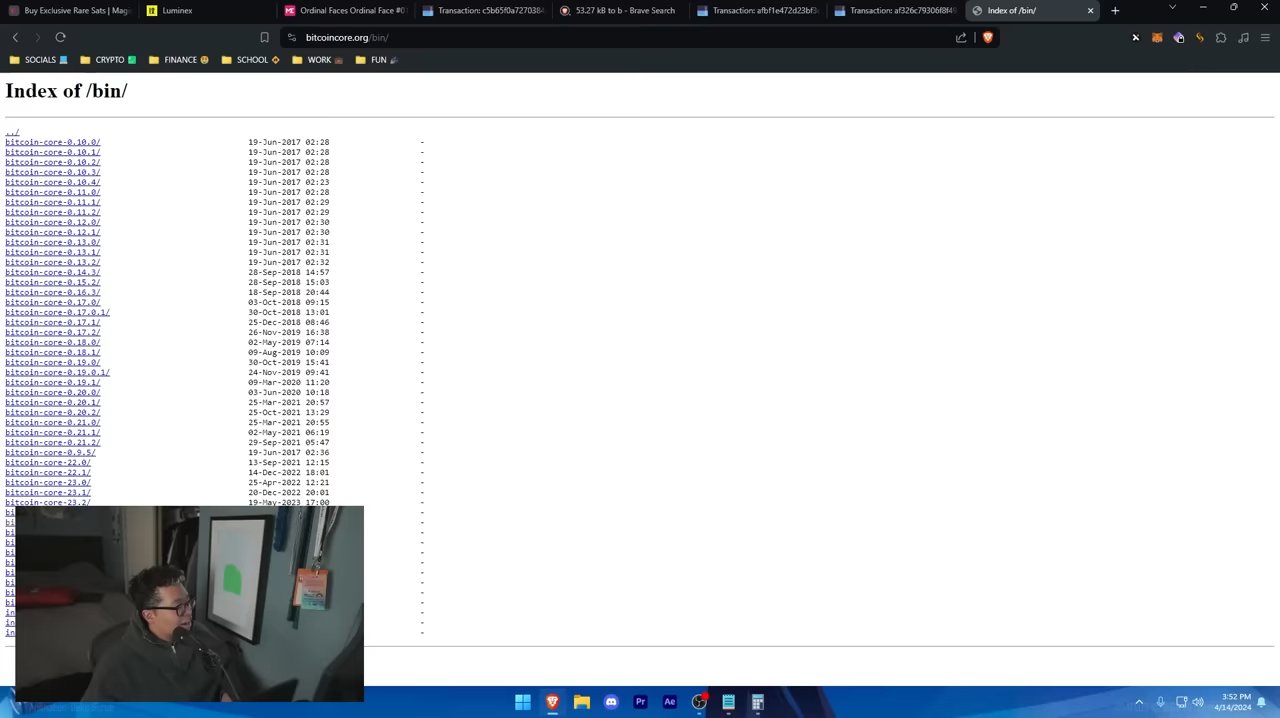 Buy Exclusive Rare Sats | Mag
Luminex
Ordinal Faces Ordinal Face #0
Transaction: c5b65f0a7270384
53.27 kB to b - Brave Search
Transaction: afbf1e472d23bf3
Transaction: af326c79306f8f49
Index of /bin/
bitcoincore.org/bin/
SOCIALS
CRYPTO
FINANCE
SCHOOL
WORK
FUN
Index of /bin/
../
bitcoin-core-0.10.0/ 19-Jun-2017 02:28 -
bitcoin-core-0.10.1/ 19-Jun-2017 02:28 -
bitcoin-core-0.10.2/ 19-Jun-2017 02:28 -
bitcoin-core-0.10.3/ 19-Jun-2017 02:28 -
bitcoin-core-0.10.4/ 19-Jun-2017 02:23 -
bitcoin-core-0.11.0/ 19-Jun-2017 02:28 -
bitcoin-core-0.11.1/ 19-Jun-2017 02:29 -
bitcoin-core-0.11.2/ 19-Jun-2017 02:29 -
bitcoin-core-0.12.0/ 19-Jun-2017 02:30 -
bitcoin-core-0.12.1/ 19-Jun-2017 02:30 -
bitcoin-core-0.13.0/ 19-Jun-2017 02:31 -
bitcoin-core-0.13.1/ 19-Jun-2017 02:31 -
bitcoin-core-0.13.2/ 19-Jun-2017 02:32 -
bitcoin-core-0.14.3/ 28-Sep-2018 14:57 -
bitcoin-core-0.15.2/ 28-Sep-2018 15:03 -
bitcoin-core-0.16.3/ 18-Sep-2018 20:44 -
bitcoin-core-0.17.0/ 03-Oct-2018 09:15 -
bitcoin-core-0.17.0.1/ 30-Oct-2018 13:01 -
bitcoin-core-0.17.1/ 25-Dec-2018 08:46 -
bitcoin-core-0.17.2/ 26-Nov-2019 16:38 -
bitcoin-core-0.18.0/ 02-May-2019 07:14 -
bitcoin-core-0.18.1/ 09-Aug-2019 10:09 -
bitcoin-core-0.19.0/ 30-Oct-2019 15:41 -
bitcoin-core-0.19.0.1/ 24-Nov-2019 09:41 -
bitcoin-core-0.19.1/ 09-Mar-2020 11:20 -
bitcoin-core-0.20.0/ 03-Jun-2020 10:18 -
bitcoin-core-0.20.1/ 25-Mar-2021 20:57 -
bitcoin-core-0.20.2/ 25-Oct-2021 13:29 -
bitcoin-core-0.21.0/ 25-Mar-2021 20:55 -
bitcoin-core-0.21.1/ 02-May-2021 06:19 -
bitcoin-core-0.21.2/ 29-Sep-2021 05:47 -
bitcoin-core-0.9.5/ 19-Jun-2017 02:36 -
bitcoin-core-22.0/ 13-Sep-2021 12:15 -
bitcoin-core-22.1/ 14-Dec-2022 18:01 -
bitcoin-core-23.0/ 25-Apr-2022 12:21 -
bitcoin-core-23.1/ 20-Dec-2022 20:01 -
bitcoin-core-23.2/ 19-May-2023 17:00 -
bi -
bi -
bi -
bi -
bi -
bi -
bi -
bi -
bi -
bi -
in -
in -
in -
Pr
Ae
3:52 PM
4/14/2024